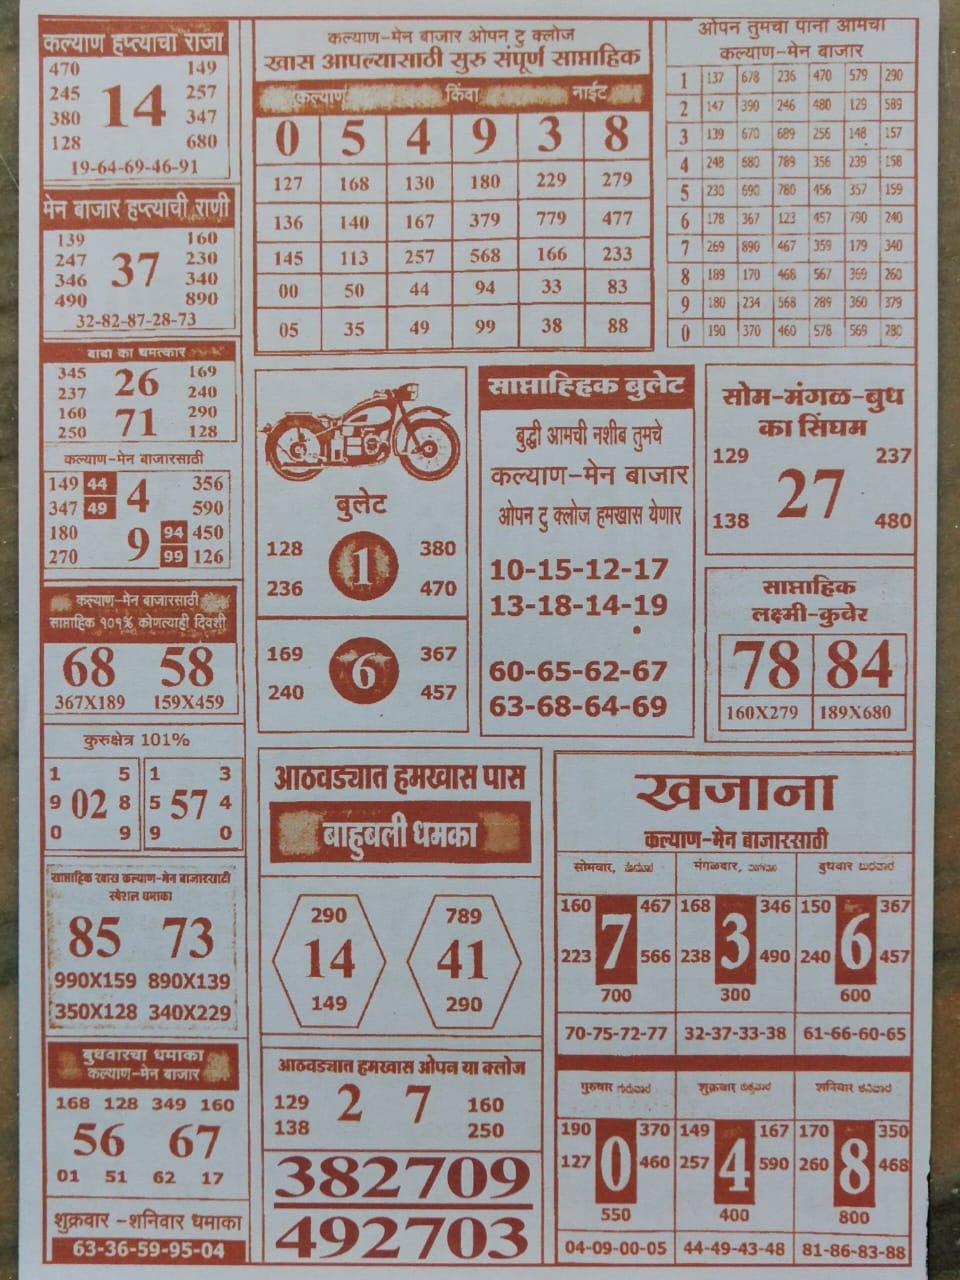 कल्याण हप्त्याचा राजा
470 149
245 14 257
380 347
128 680
19-64-69-46-91
मेन बाजार हप्त्याची राणी
139 160
247 37 230
346 340
490 890
32-82-87-28-73
बाबा का चमत्कार
345 26 169
237 240
160 71 290
250 128
कल्याण-मेन बाजारसाठी
149 44 4 356
347 49 590
180 9 94 450
270 99 126
कल्याण-मेन बाजारसाठी
साप्ताहिक १०१% कोणत्याही दिवशी
68 58
367X189 159X459
कुरुक्षेत्र 101%
1 5 1 3
9 02 8 5 57 4
0 9 9 0
साप्ताहिक खास कल्याण-मेन बाजारसाठी
स्पेशल धमाका
85 73
990X159 890X139
350X128 340X229
बुधवारचा धमाका
कल्याण-मेन बाजार
168 128 349 160
56 67
01 51 62 17
शुक्रवार -शनिवार धमाका
63-36-59-95-04
कल्याण-मेन बाजार ओपन टु क्लोज
खास आपल्यासाठी सुरु संपूर्ण साप्ताहिक
कल्याण किंवा नाईट
0 5 4 9 3 8
127 168 130 180 229 279
136 140 167 379 779 477
145 113 257 568 166 233
00 50 44 94 33 83
05 35 49 99 38 88
ओपन तुमचा पाना आमचा
कल्याण-मेन बाजार
1 137 678 236 470 579 290
2 147 390 246 480 129 589
3 139 670 689 256 148 157
4 248 680 789 356 239 158
5 230 690 780 456 357 159
6 178 367 123 457 790 240
7 269 890 467 359 179 340
8 189 170 468 567 369 260
9 180 234 568 289 360 379
0 190 370 460 578 569 280
बुलेट
128 1 380
236 470
169 6 367
240 457
साप्ताहिहक बुलेट
बुद्धी आमची नशीब तुमचे
कल्याण-मेन बाजार
ओपन टु क्लोज हमखास येणार
10-15-12-17
13-18-14-19
60-65-62-67
63-68-64-69
सोम-मंगळ-बुध
का सिंघम
129 237
27
138 480
साप्ताहिक
लक्ष्मी-कुबेर
78 84
160X279 189X680
आठवड्यात हमखास पास
बाहुबली धमका
290 789
14 41
149 290
आठवड्यात हमखास ओपन या क्लोज
129 2 7 160
138 250
382709
492703
खजाना
कल्याण-मेन बाजारसाठी
सोमवार, मंगळवार, बुधवार
160 7 467 168 3 346 150 6 367
223 566 238 490 240 457
700 300 600
70-75-72-77 32-37-33-38 61-66-60-65
गुरुवार शुक्रवार शनिवार
190 0 370 149 4 167 170 8 350
127 460 257 590 260 468
550 400 800
04-09-00-05 44-49-43-48 81-86-83-88